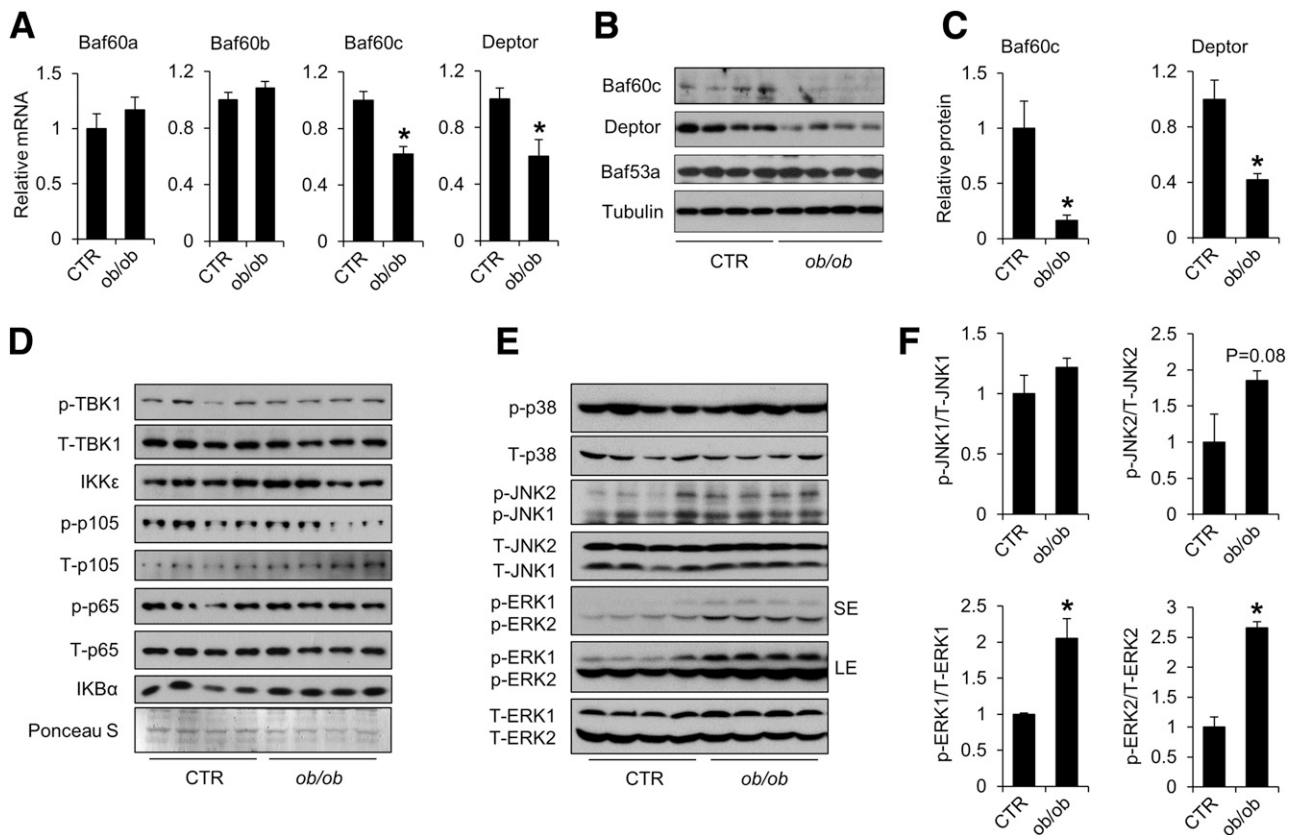 A
Baf60a
Baf60b
Baf60c
Deptor
Relative mRNA
1.5
1
0.5
0
1.2
0.8
0.4
0
1.2
0.8
0.4
0
1.2
0.8
0.4
0
*
*
CTR
ob/ob
CTR
ob/ob
CTR
ob/ob
CTR
ob/ob
B
Baf60c
Deptor
Baf53a
Tubulin
CTR
ob/ob
C
Baf60c
Deptor
Relative protein
1.5
1
0.5
0
1.2
0.8
0.4
0
*
*
CTR
ob/ob
CTR
ob/ob
D
p-TBK1
T-TBK1
IKKε
p-p105
T-p105
p-p65
T-p65
IKBα
Ponceau S
CTR
ob/ob
E
p-p38
T-p38
p-JNK2
p-JNK1
T-JNK2
T-JNK1
p-ERK1
p-ERK2
SE
p-ERK1
p-ERK2
LE
T-ERK1
T-ERK2
CTR
ob/ob
F
p-JNK1/T-JNK1
1.5
1
0.5
0
CTR
ob/ob
p-JNK2/T-JNK2
2.5
2
1.5
1
0.5
0
P=0.08
CTR
ob/ob
p-ERK1/T-ERK1
2.5
2
1.5
1
0.5
0
*
CTR
ob/ob
p-ERK2/T-ERK2
3
2.5
2
1.5
1
0.5
0
*
CTR
ob/ob